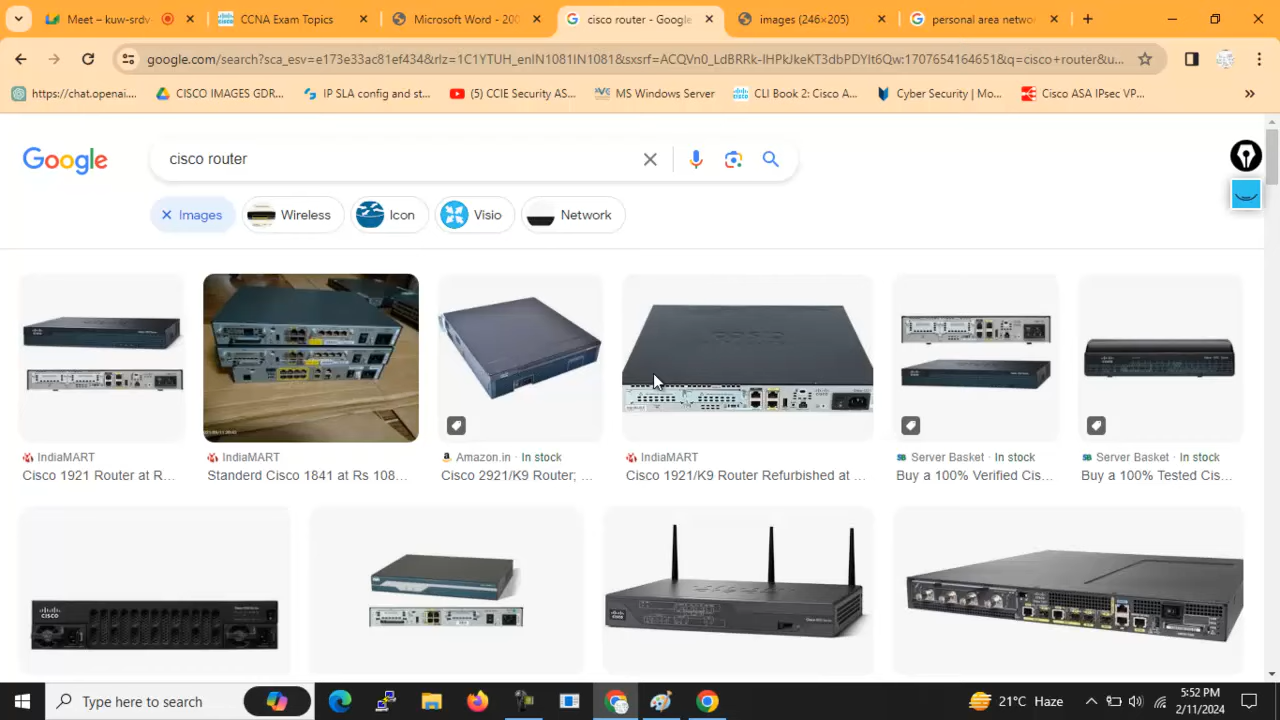 Meet – kuw-srdv
CCNA Exam Topics
Microsoft Word - 200
cisco router - Google
images (246×205)
personal area netwo
google.com/search?sca_esv=e173e33ac81ef434&rlz=1C1YTUH_enIN1081IN1081&sxsrf=ACQVn0_LdBRRk-IHPkJkeKT3dbPDYIt6Qw:1707654164651&q=cisco+router&u...
https://chat.openai....
CISCO IMAGES GDR...
IP SLA config and st...
(5) CCIE Security AS...
MS Windows Server
CLI Book 2: Cisco A...
Cyber Security | Mo...
Cisco ASA IPsec VP...
Google
cisco router
Images
Wireless
Icon
Visio
Network
IndiaMART
Cisco 1921 Router at R...
IndiaMART
Standerd Cisco 1841 at Rs 108...
Amazon.in · In stock
Cisco 2921/K9 Router; ...
IndiaMART
Cisco 1921/K9 Router Refurbished at ...
Server Basket · In stock
Buy a 100% Verified Cis...
Server Basket · In stock
Buy a 100% Tested Cis...
CISCO
Type here to search
21°C Haze
5:52 PM
2/11/2024